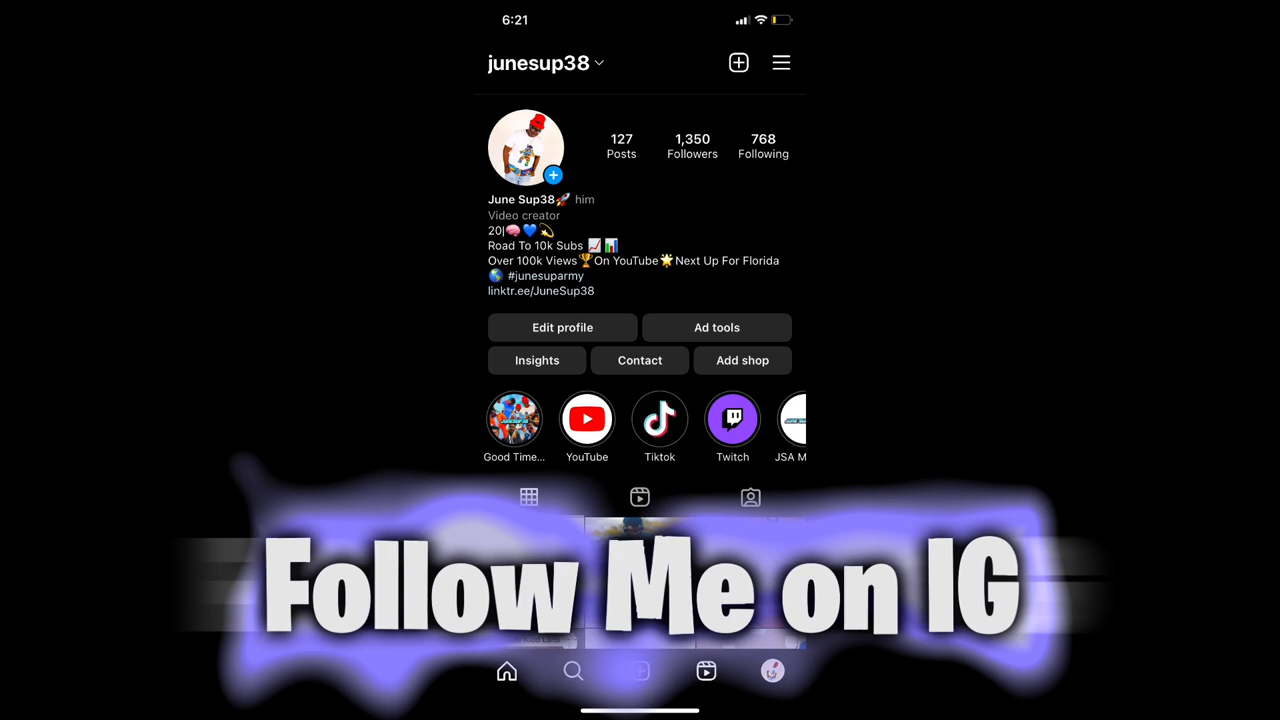 6:21
junesup38
127 1,350 768
Posts Followers Following
June Sup38🚀 him
Video creator
20|🧠💙💫
Road To 10k Subs 📈📊
Over 100k Views🏆On YouTube🌟Next Up For Florida
🌎 #junesuparmy
linktr.ee/JuneSup38
Edit profile Ad tools
Insights Contact Add shop
Good Time... YouTube Tiktok Twitch JSA M
Follow Me on IG